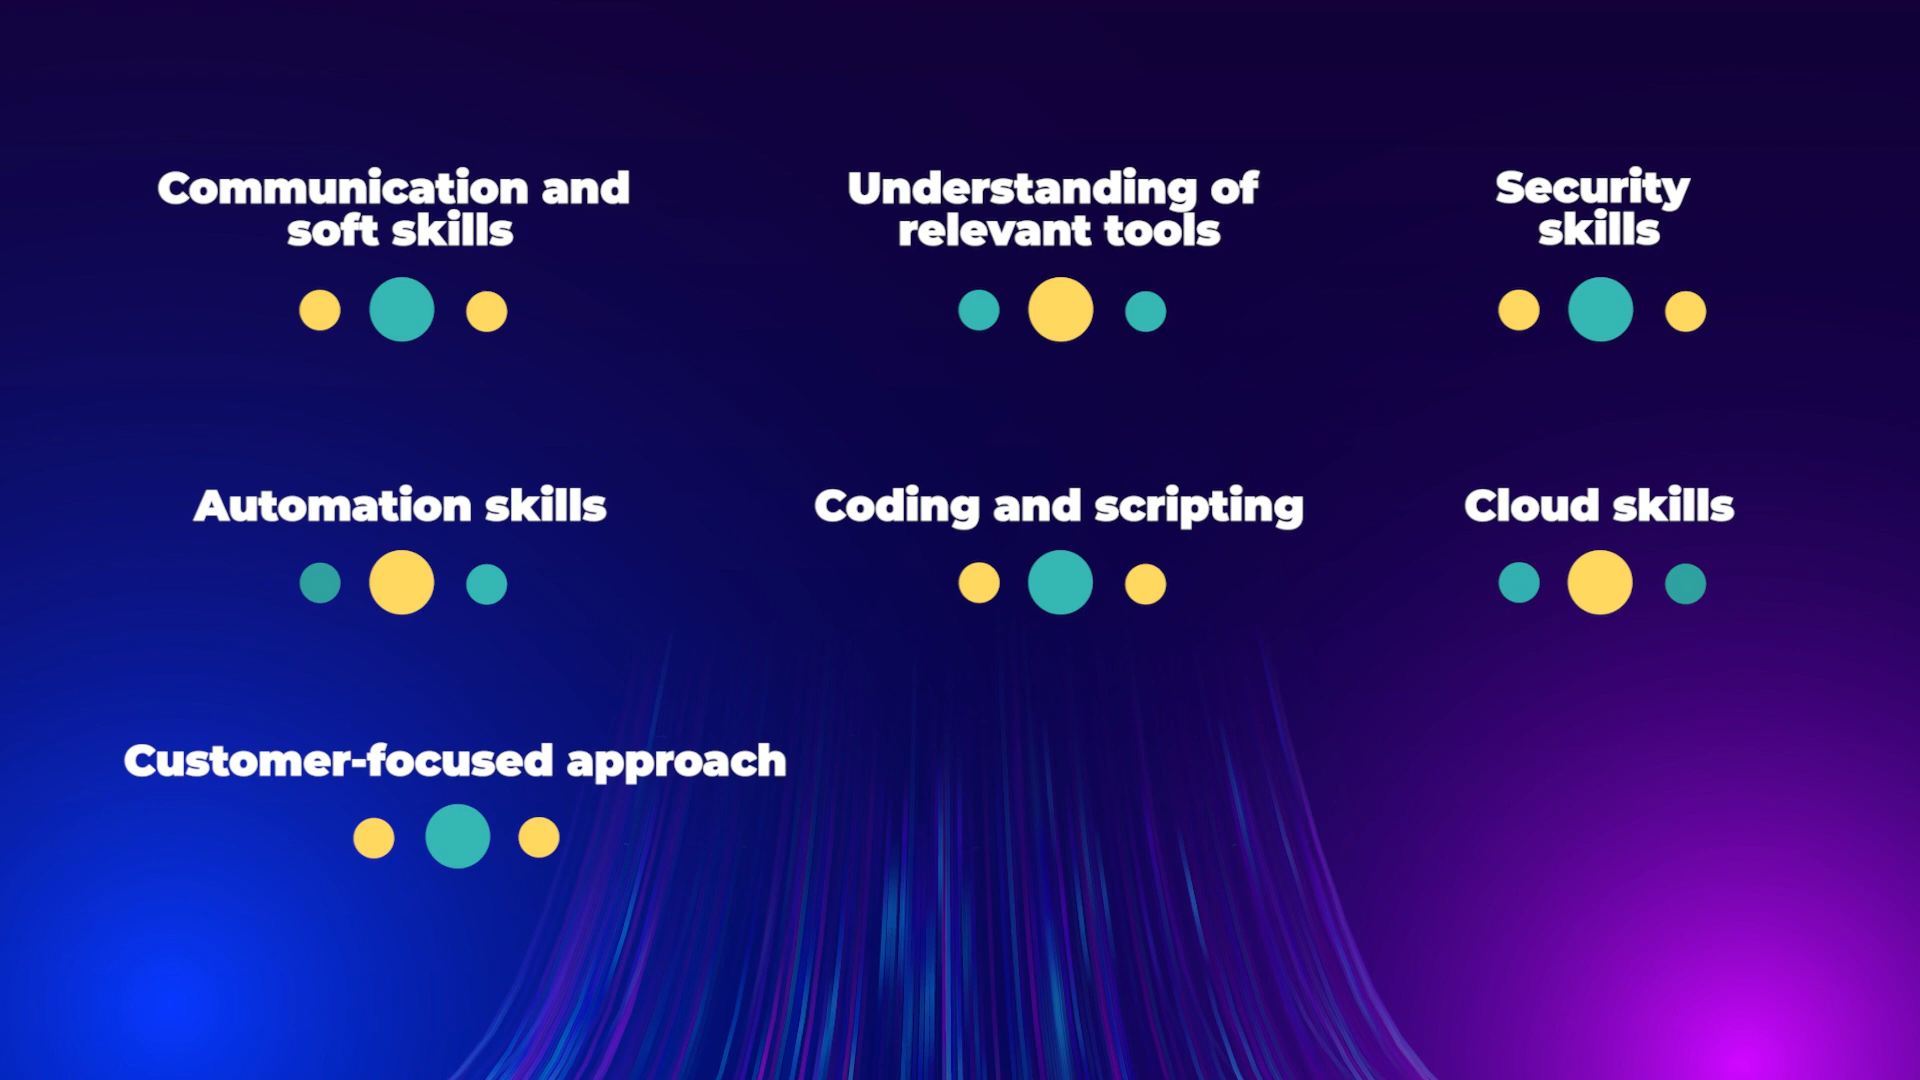 Communication and
soft skills
Understanding of
relevant tools
Security
skills
Automation skills
Coding and scripting
Cloud skills
Customer-focused approach